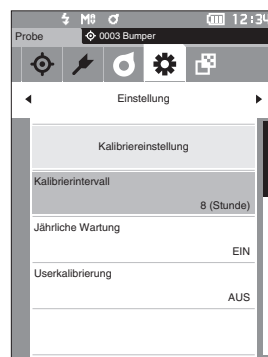 12:34
Probe
0003 Bumper
Einstellung
Kalibriereinstellung
Kalibrierintervall
8 (Stunde)
Jährliche Wartung
EIN
Userkalibrierung
AUS